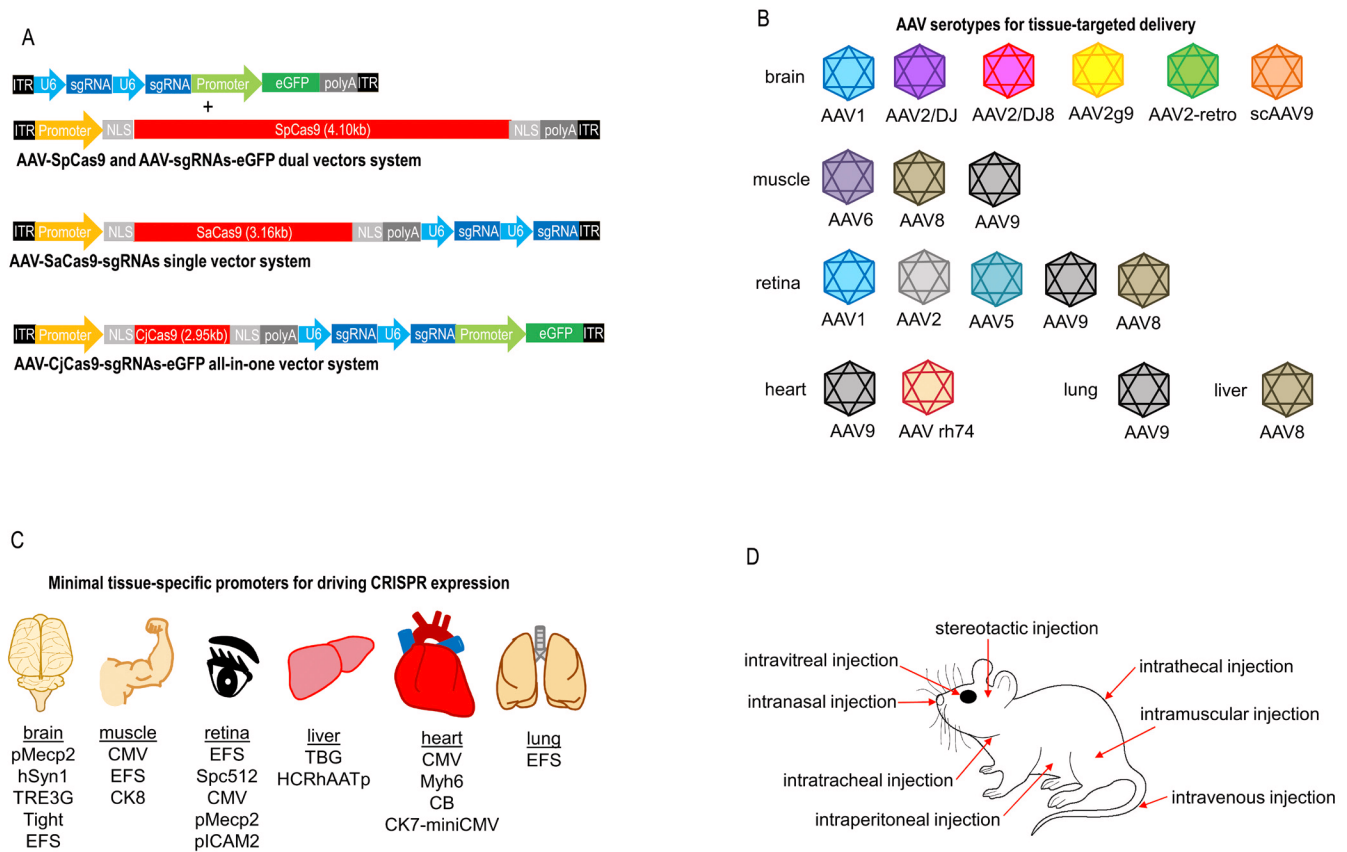 A
ITR U6 sgRNA U6 sgRNA Promoter eGFP polyA ITR
+
ITR Promoter NLS SpCas9 (4.10kb) NLS polyA ITR
AAV-SpCas9 and AAV-sgRNAs-eGFP dual vectors system
ITR Promoter NLS SaCas9 (3.16kb) NLS polyA U6 sgRNA U6 sgRNA ITR
AAV-SaCas9-sgRNAs single vector system
ITR Promoter NLS CjCas9 (2.95kb) NLS polyA U6 sgRNA U6 sgRNA Promoter eGFP ITR
AAV-CjCas9-sgRNAs-eGFP all-in-one vector system
B
AAV serotypes for tissue-targeted delivery
brain
AAV1 AAV2/DJ AAV2/DJ8 AAV2g9 AAV2-retro scAAV9
muscle
AAV6 AAV8 AAV9
retina
AAV1 AAV2 AAV5 AAV9 AAV8
heart lung liver
AAV9 AAV rh74 AAV9 AAV8
C
Minimal tissue-specific promoters for driving CRISPR expression
brain
pMecp2
hSyn1
TRE3G
Tight
EFS
muscle
CMV
EFS
CK8
retina
EFS
Spc512
CMV
pMecp2
pICAM2
liver
TBG
HCRhAATp
heart
CMV
Myh6
CB
CK7-miniCMV
lung
EFS
D
stereotactic injection
intravitreal injection
intranasal injection
intrathecal injection
intramuscular injection
intratracheal injection
intraperitoneal injection
intravenous injection